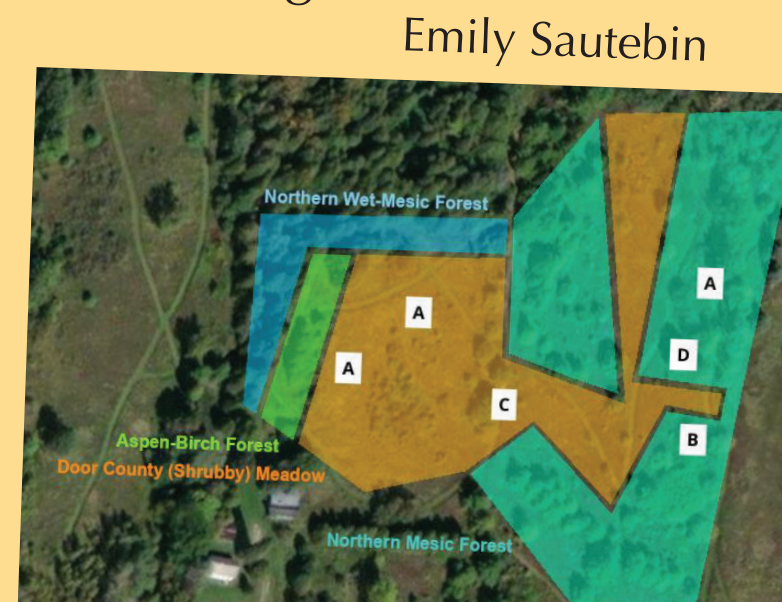 Emily Sautebin
Northern Wet-Mesic Forest
A
A
A
D
C
B
Aspen-Birch Forest
Door County (Shrubby) Meadow
Northern Mesic Forest